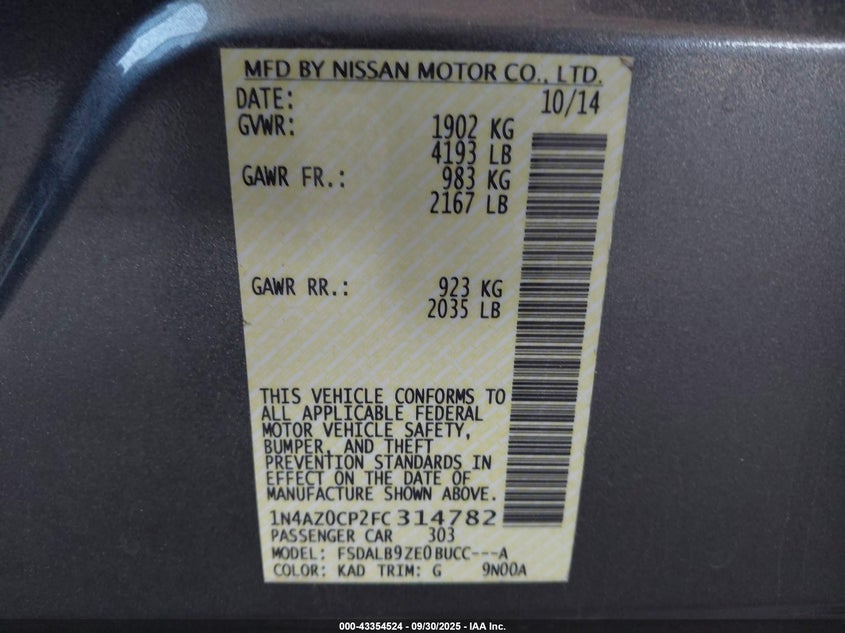 MFD BY NISSAN MOTOR CO., LTD.
DATE: 10/14
GVWR: 1902 KG
4193 LB
GAWR FR.: 983 KG
2167 LB
GAWR RR.: 923 KG
2035 LB
THIS VEHICLE CONFORMS TO
ALL APPLICABLE FEDERAL
MOTOR VEHICLE SAFETY,
BUMPER, AND THEFT
PREVENTION STANDARDS IN
EFFECT ON THE DATE OF
MANUFACTURE SHOWN ABOVE.
1N4AZ0CP2FC314782
PASSENGER CAR 303
MODEL: FSDALB9ZE0BUCC---A
COLOR: KAD TRIM: G 9N00A
000-43354524 - 09/30/2025 - IAA Inc.